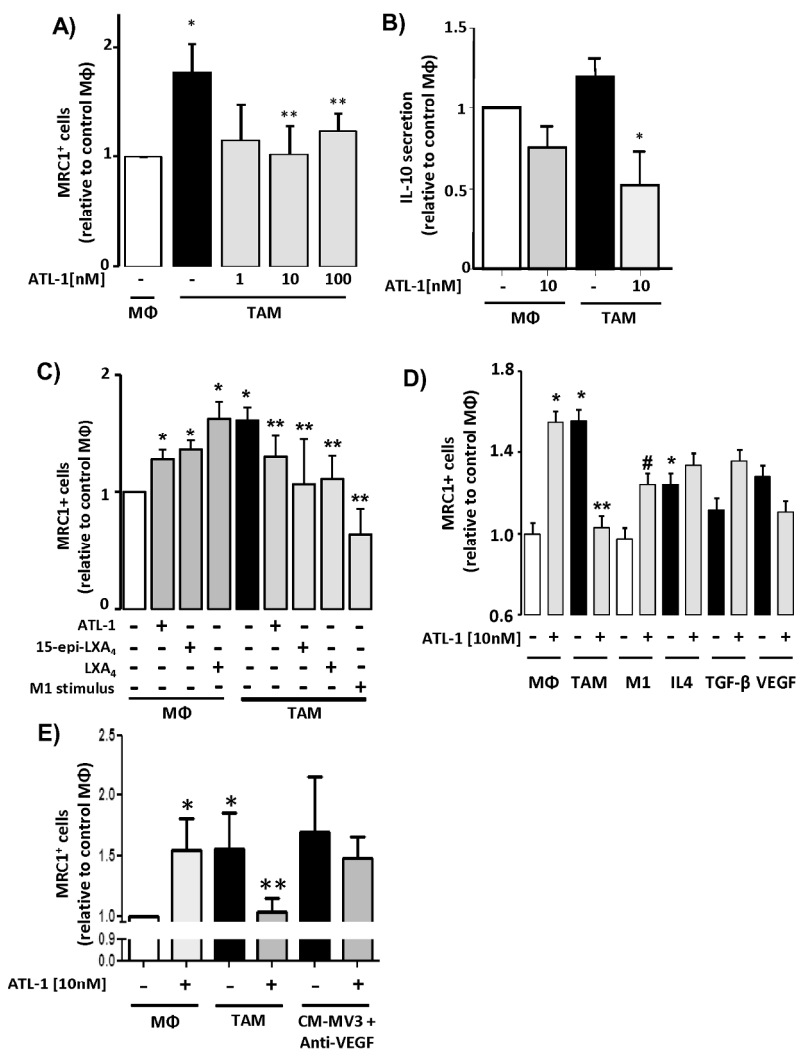 A)
MRC1⁺ cells
(relative to control MΦ)
2
1
0
*
**
**
ATL-1[nM]
-
-
1
10
100
MΦ
TAM
B)
IL-10 secretion
(relative to control MΦ)
1.5
1
0.5
0
*
ATL-1[nM]
-
10
-
10
MΦ
TAM
C)
MRC1+ cells
(relative to control MΦ)
2
1
0
* * * * ** ** ** **
ATL-1 - + - - - + - - -
15-epi-LXA₄ - - + - - - + - -
LXA₄ - - - + - - - + -
M1 stimulus - - - - - - - - +
MΦ
TAM
D)
MRC1+ cells
(relative to control MΦ)
1.8
1.4
1.0
0.6
* * ** # *
ATL-1 [10nM] - + - + - + - + - + - +
MΦ TAM M1 IL4 TGF-β VEGF
E)
MRC1⁺ cells
(relative to control MΦ)
2.5
2.0
1.5
1.0
0.9
0.0
* * **
ATL-1 [10nM] - + - + - +
MΦ
TAM
CM-MV3 +
Anti-VEGF